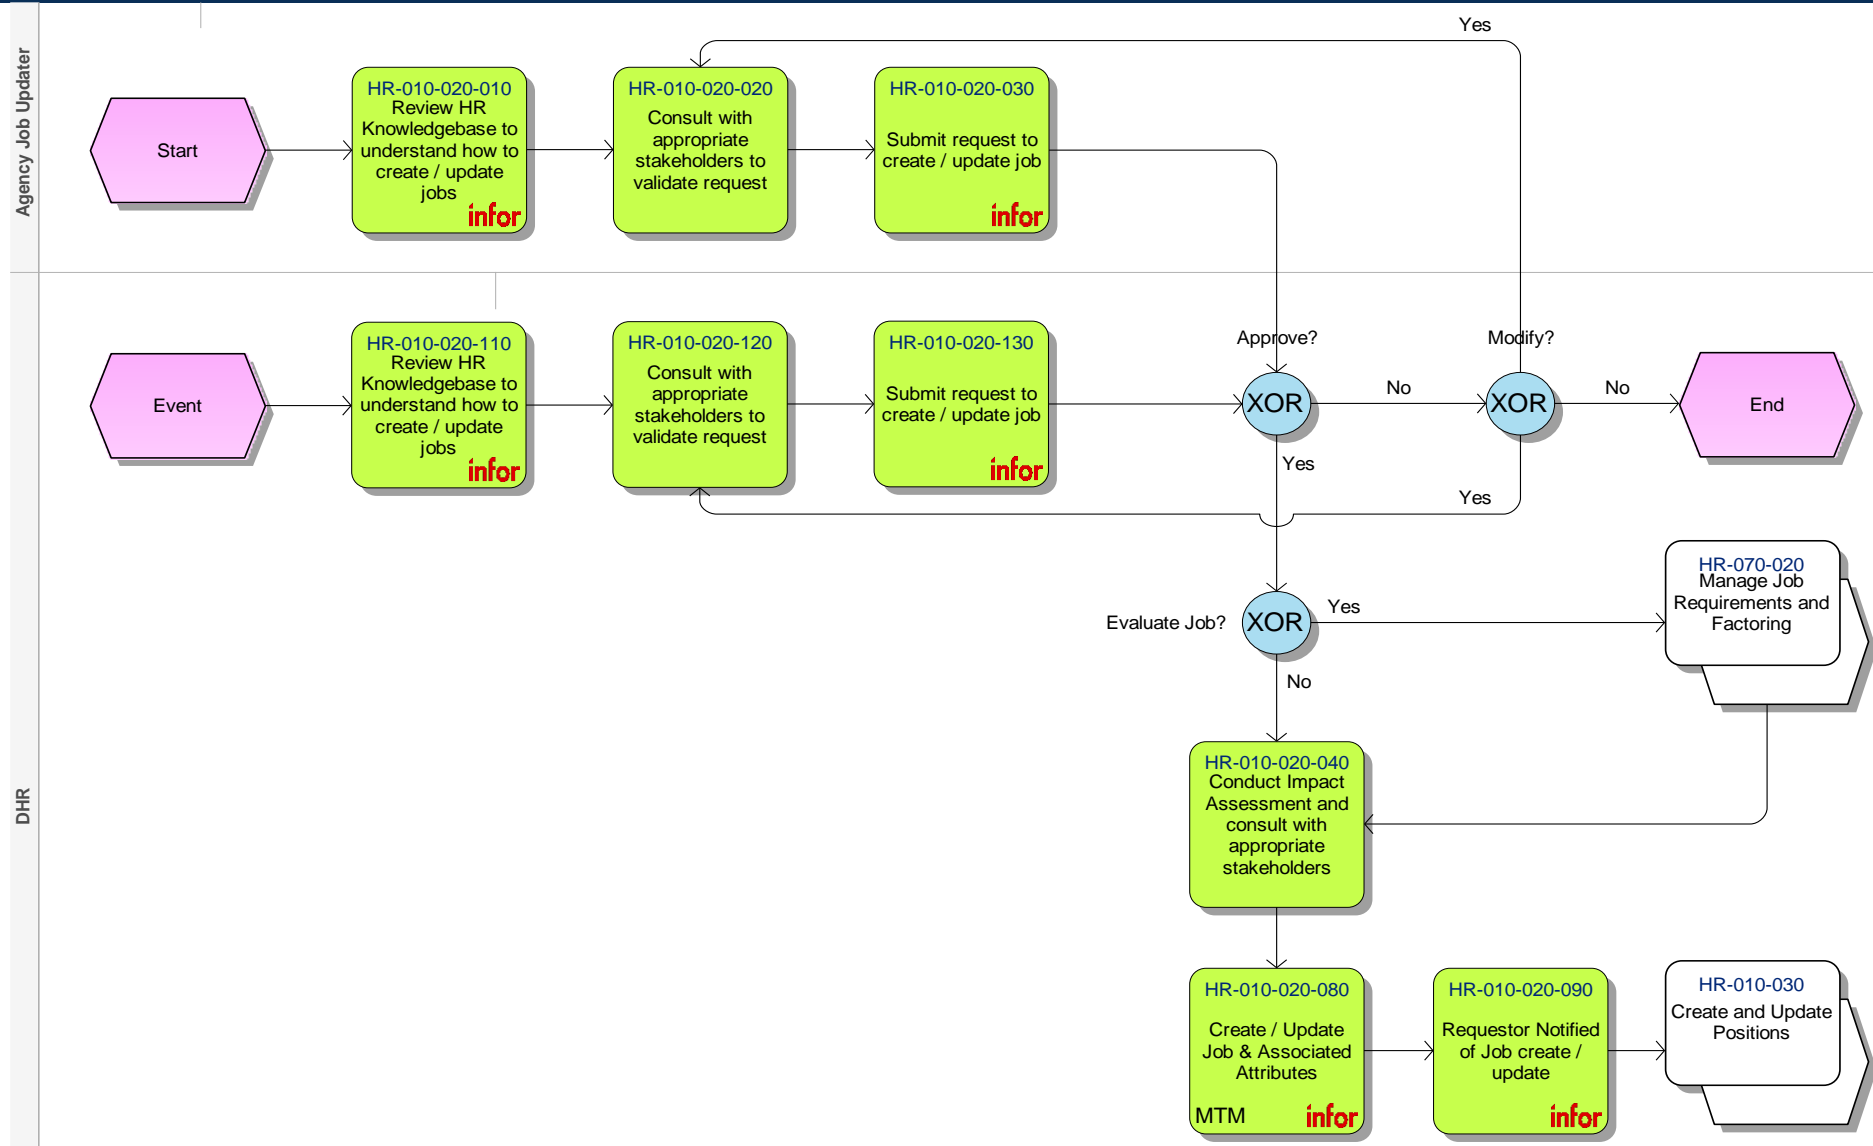 Agency Job Updater
Yes
Start
HR-010-020-010
Review HR
Knowledgebase to
understand how to
create / update
jobs
infor
HR-010-020-020
Consult with
appropriate
stakeholders to
validate request
HR-010-020-030
Submit request to
create / update job
infor
DHR
Event
HR-010-020-110
Review HR
Knowledgebase to
understand how to
create / update
jobs
infor
HR-010-020-120
Consult with
appropriate
stakeholders to
validate request
HR-010-020-130
Submit request to
create / update job
infor
Approve?
XOR
No
Modify?
XOR
No
End
Yes
Yes
Evaluate Job?
XOR
Yes
HR-070-020
Manage Job
Requirements and
Factoring
No
HR-010-020-040
Conduct Impact
Assessment and
consult with
appropriate
stakeholders
HR-010-020-080
Create / Update
Job & Associated
Attributes
MTM
infor
HR-010-020-090
Requestor Notified
of Job create /
update
infor
HR-010-030
Create and Update
Positions